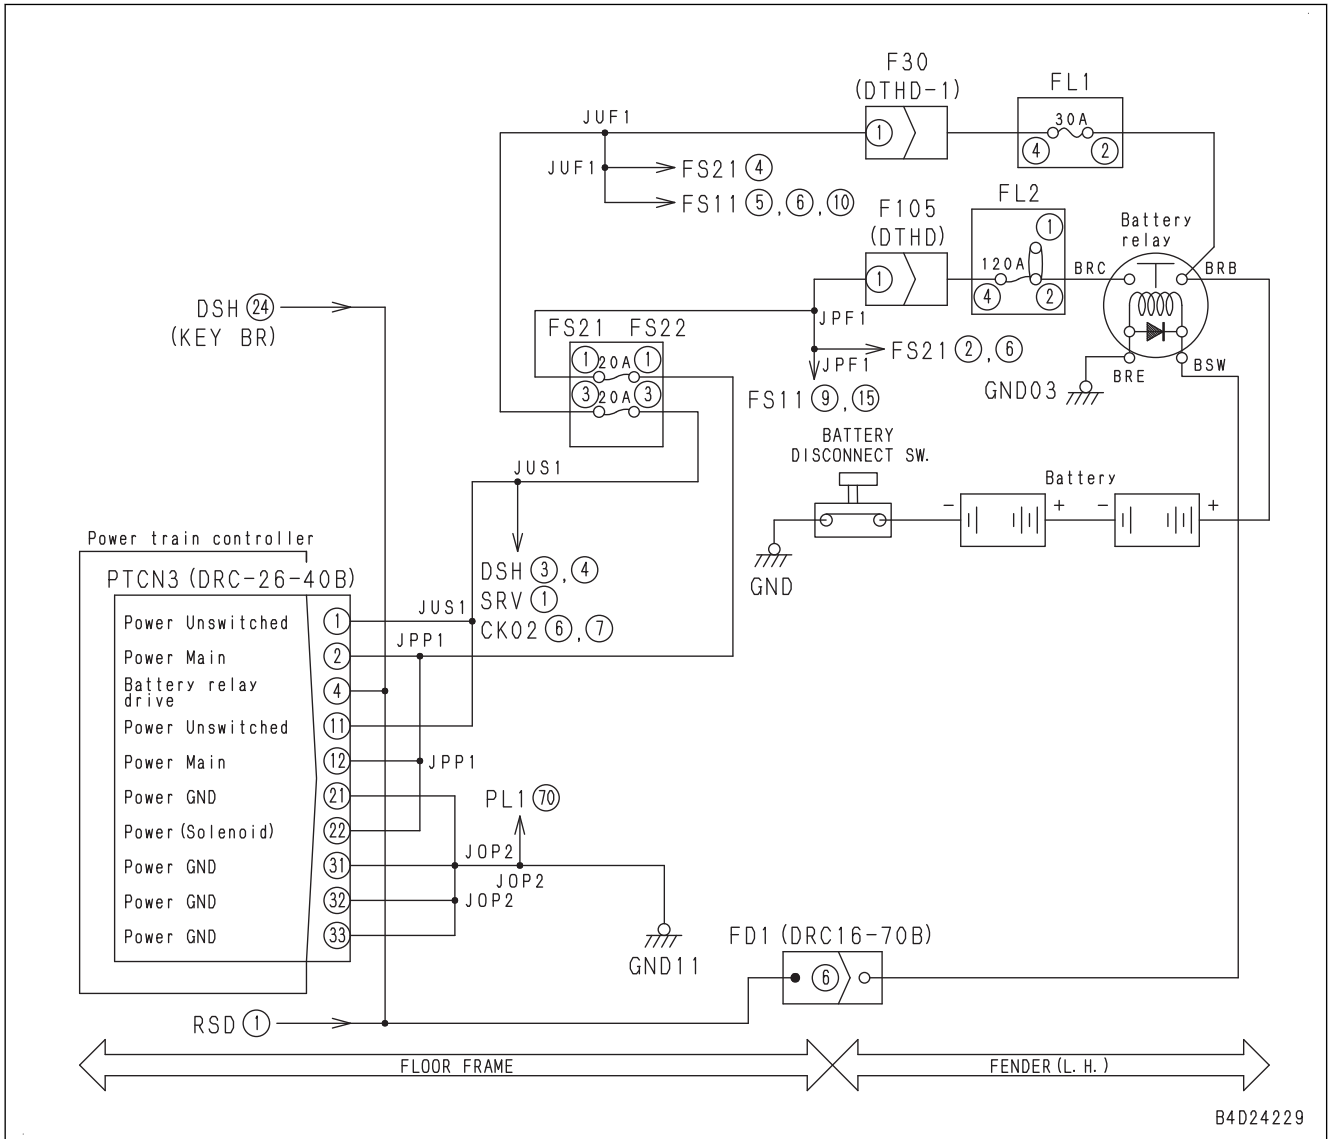 F30
(DTHD-1)
FL1
30A
1
4
2
JUF1
JUF1
FS21 4
FS11 5, 6, 10
F105
(DTHD)
FL2
1
120A
1
4
2
Battery
relay
BRC
BRB
BRE
BSW
GND03
DSH 24
(KEY BR)
FS21
FS22
1 20A 1
3 20A 3
JPF1
FS21 2, 6
JPF1
FS11 9, 15
BATTERY
DISCONNECT SW.
Battery
- + - +
GND
JUS1
DSH 3, 4
SRV 1
CK02 6, 7
Power train controller
PTCN3 (DRC-26-40B)
Power Unswitched 1
JUS1
Power Main 2
JPP1
Battery relay
drive 4
Power Unswitched 11
Power Main 12
JPP1
Power GND 21
PL1 70
Power (Solenoid) 22
Power GND 31
JOP2
JOP2
Power GND 32
JOP2
Power GND 33
GND11
FD1 (DRC16-70B)
6
RSD 1
FLOOR FRAME
FENDER (L. H.)
B4D24229